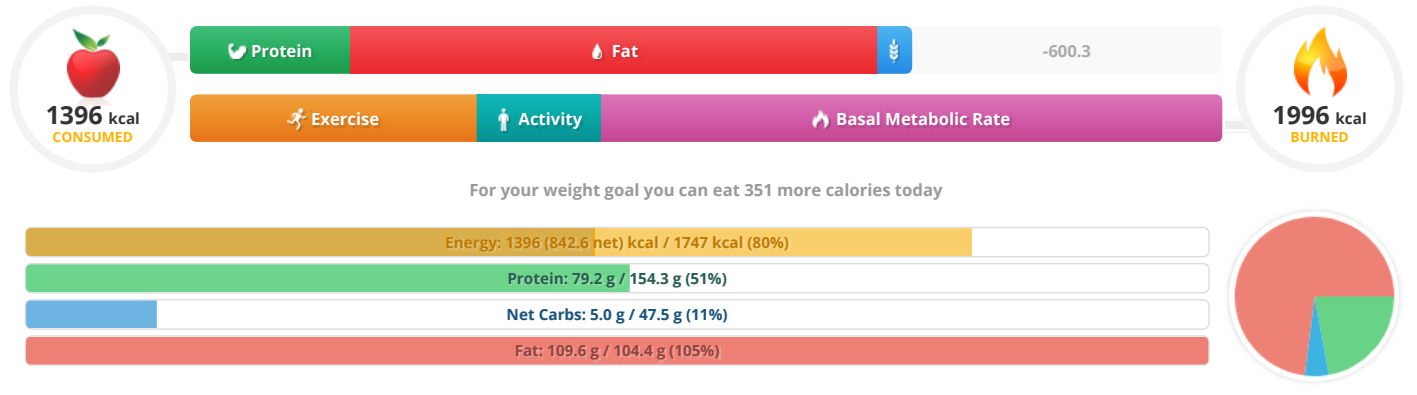 1396 kcal
CONSUMED
Protein
Fat
-600.3
Exercise
Activity
Basal Metabolic Rate
1996 kcal
BURNED
For your weight goal you can eat 351 more calories today
Energy: 1396 (842.6 net) kcal / 1747 kcal (80%)
Protein: 79.2 g / 154.3 g (51%)
Net Carbs: 5.0 g / 47.5 g (11%)
Fat: 109.6 g / 104.4 g (105%)